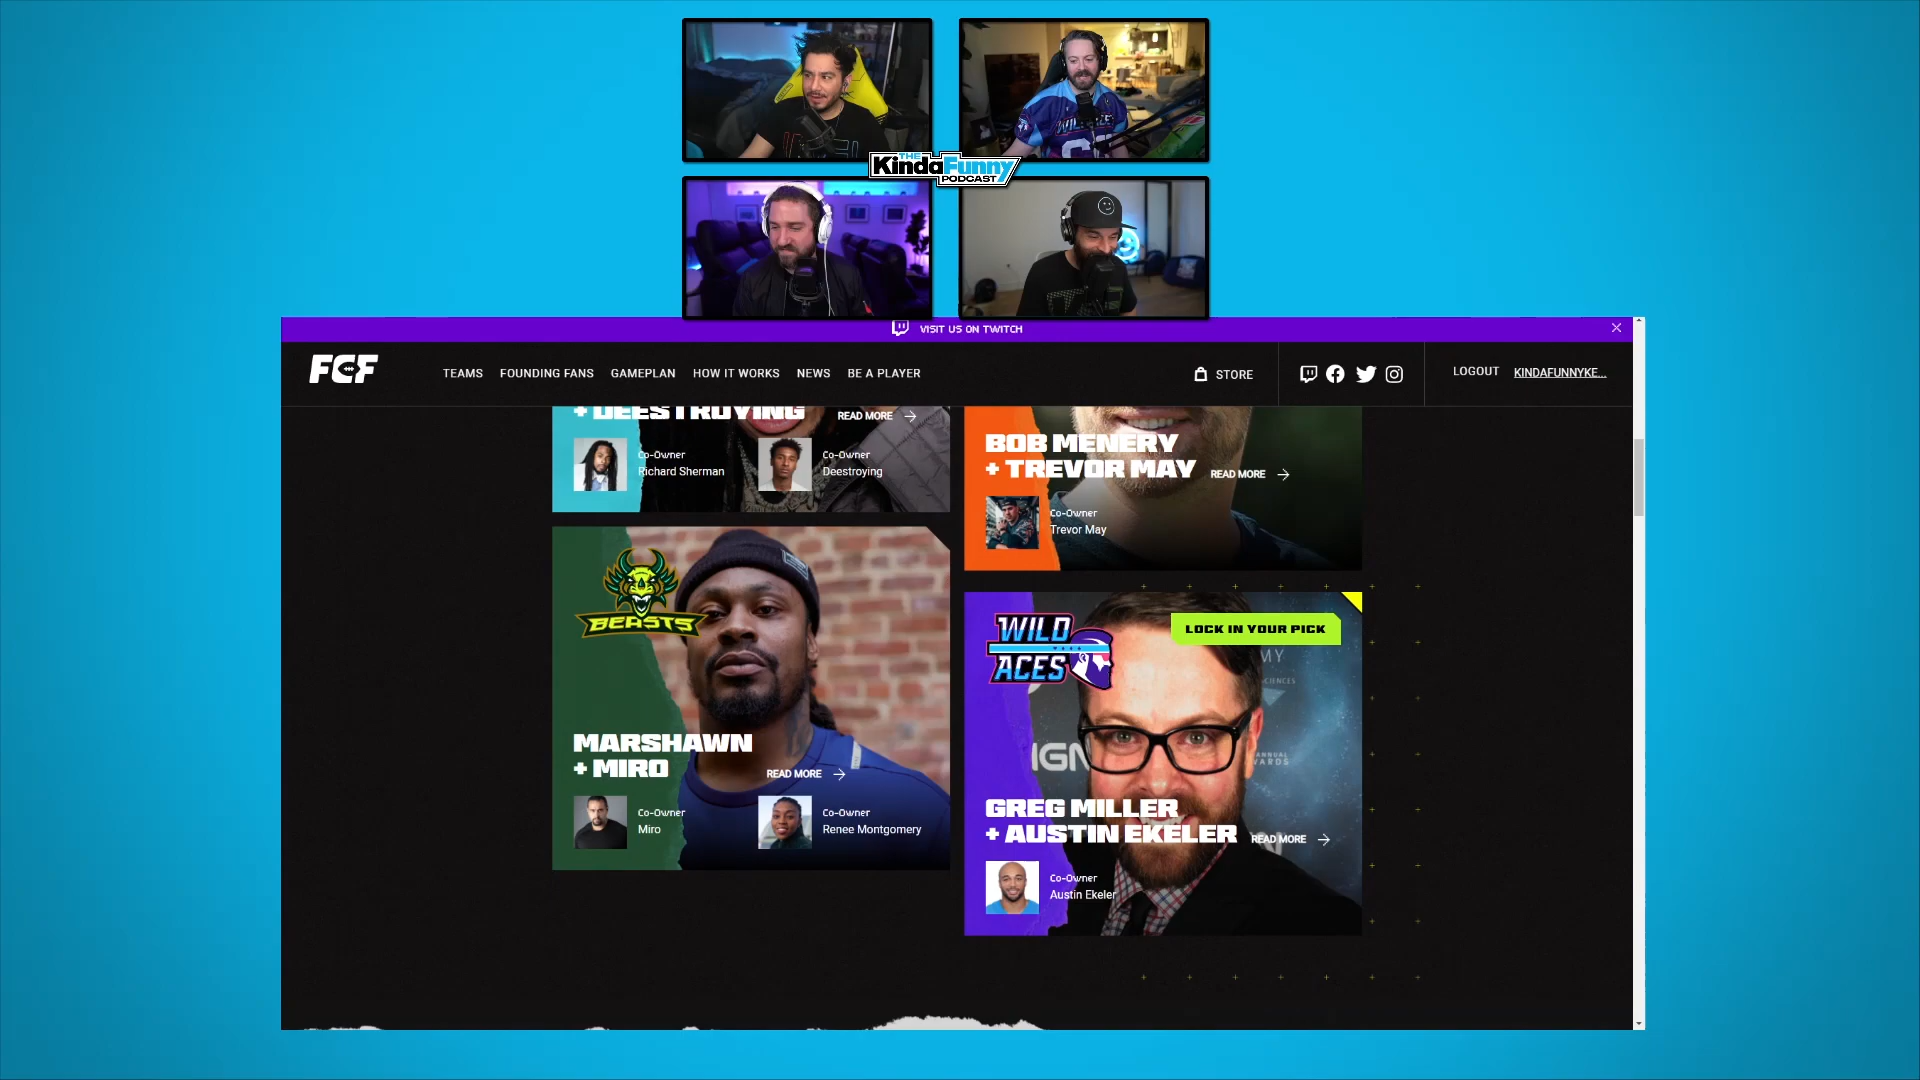 THE
KindaFunny
PODCAST
VISIT US ON TWITCH
FCF
TEAMS
FOUNDING FANS
GAMEPLAN
HOW IT WORKS
NEWS
BE A PLAYER
STORE
LOGOUT
KINDAFUNNYKE...
+ DEESTROYING
READ MORE
Co-Owner
Richard Sherman
Co-Owner
Deestroying
BOB MENERY
+ TREVOR MAY
READ MORE
Co-Owner
Trevor May
BEASTS
MARSHAWN
+ MIRO
READ MORE
Co-Owner
Miro
Co-Owner
Renee Montgomery
WILD
ACES
LOCK IN YOUR PICK
IGN
GREG MILLER
+ AUSTIN EKELER
READ MORE
Co-Owner
Austin Ekeler